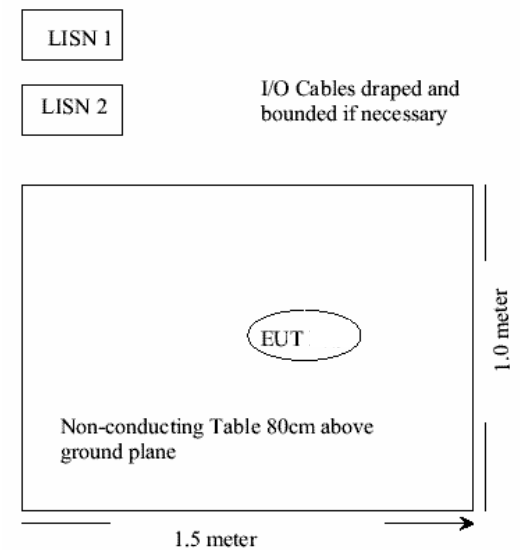 LISN 1
LISN 2
I/O Cables draped and
bounded if necessary
EUT
1.0 meter
Non-conducting Table 80cm above
ground plane
1.5 meter